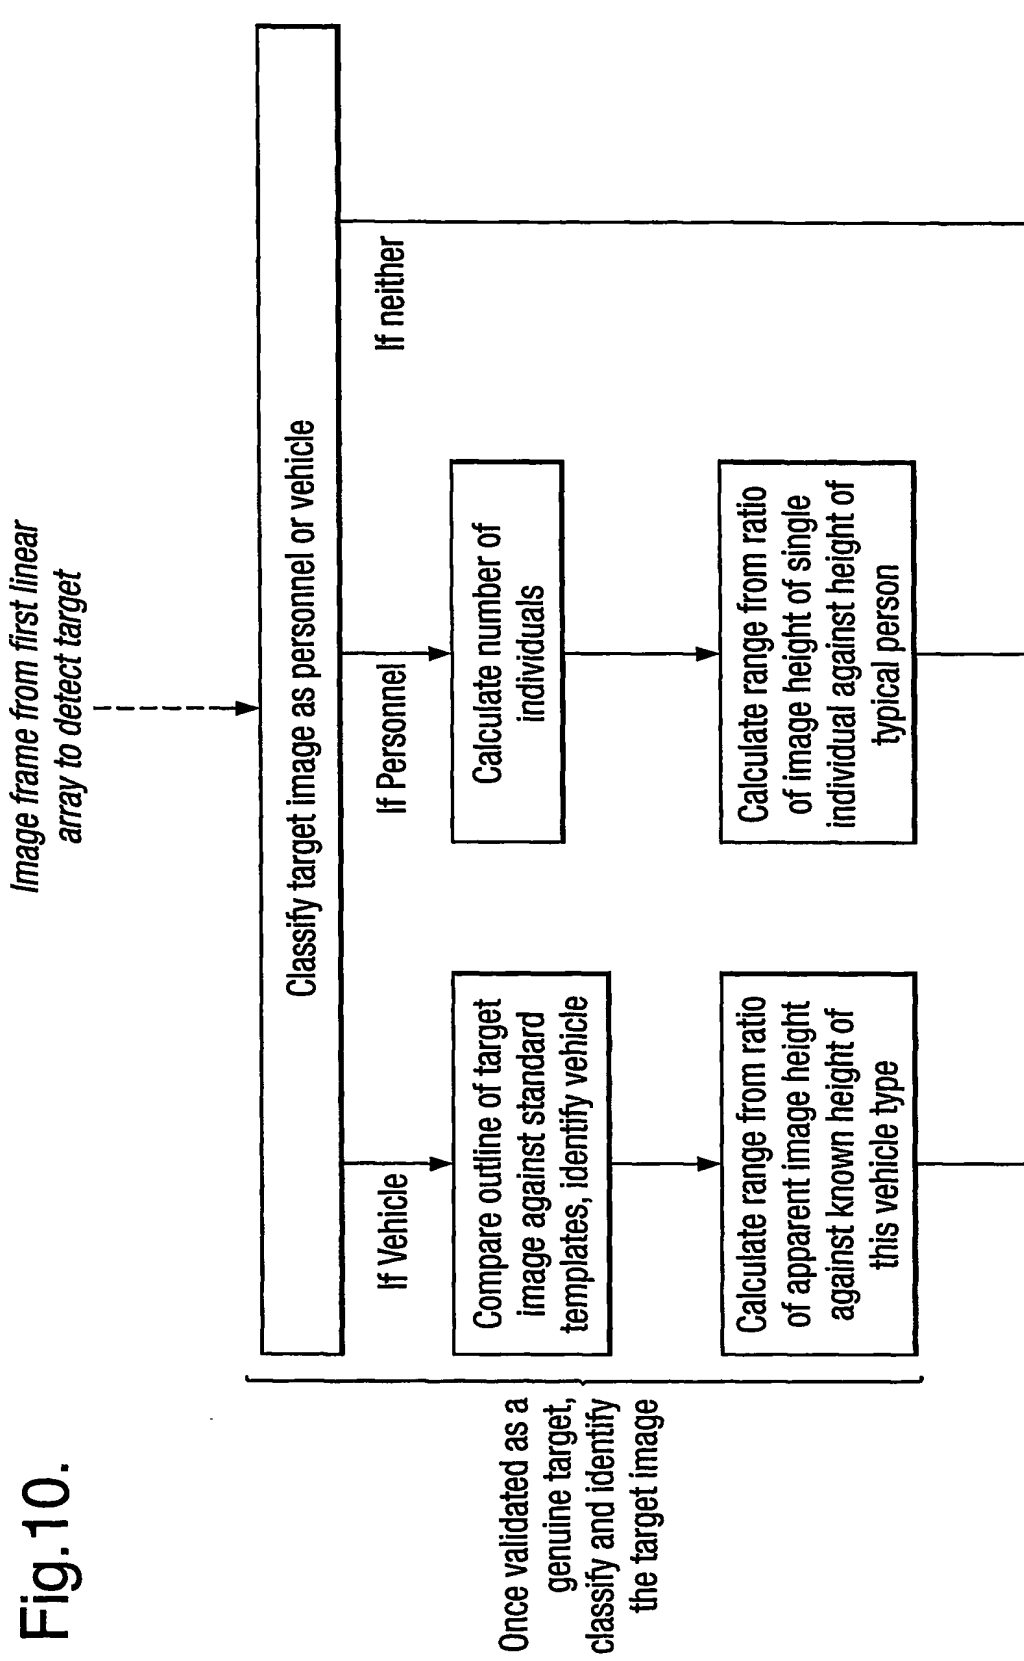 Fig.10.
Image frame from first linear
array to detect target
Classify target image as personnel or vehicle
If Vehicle
If Personnel
If neither
Once validated as a
genuine target,
classify and identify
the target image
Compare outline of target
image against standard
templates, identify vehicle
Calculate number of
individuals
Calculate range from ratio
of apparent image height
against known height of
this vehicle type
Calculate range from ratio
of image height of single
individual against height of
typical person